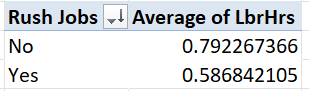 Rush Jobs Average of LbrHrs
No 0.792267366
Yes 0.586842105